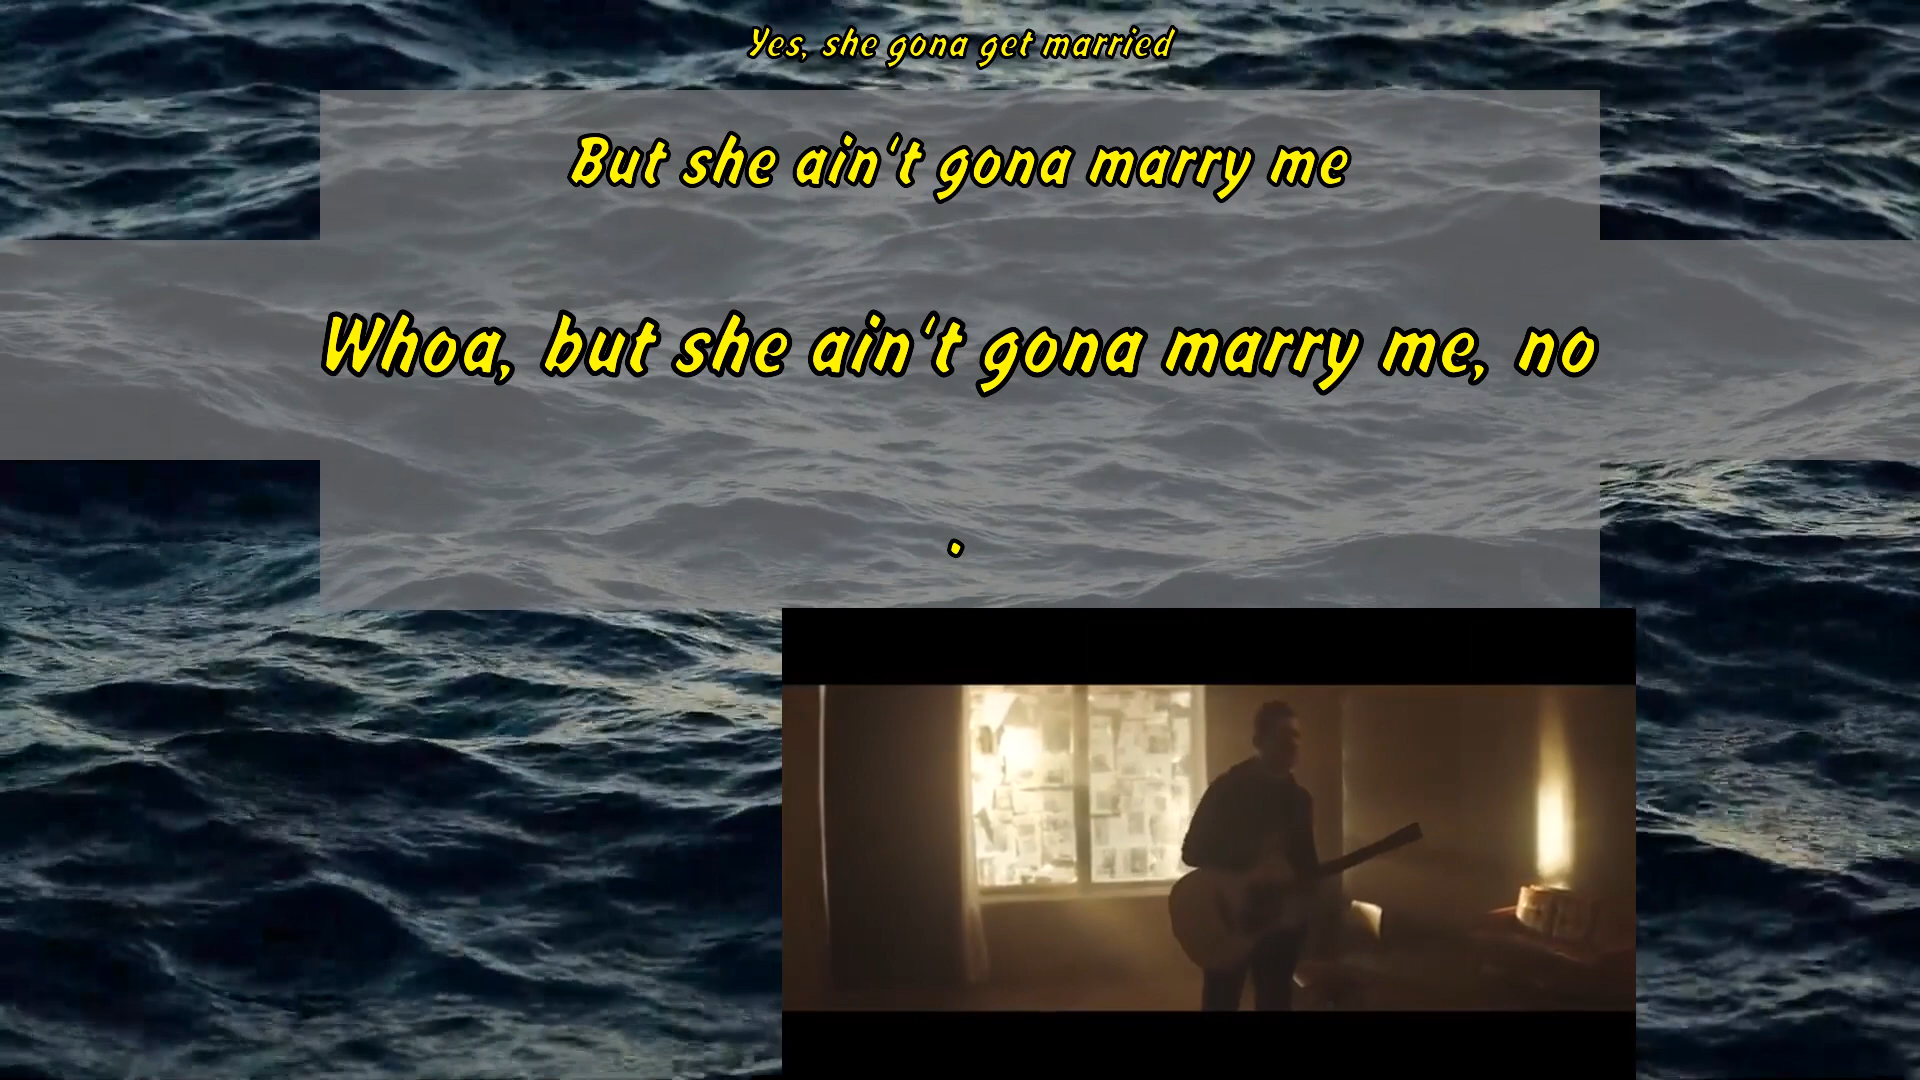 Yes, she gona get married
But she ain't gona marry me
Whoa, but she ain't gona marry me, no
.